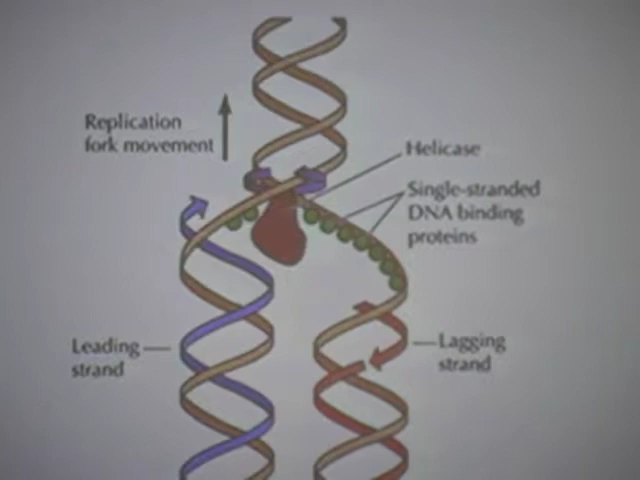 Replication
fork movement
Helicase
Single-stranded
DNA binding
proteins
Leading
strand
Lagging
strand